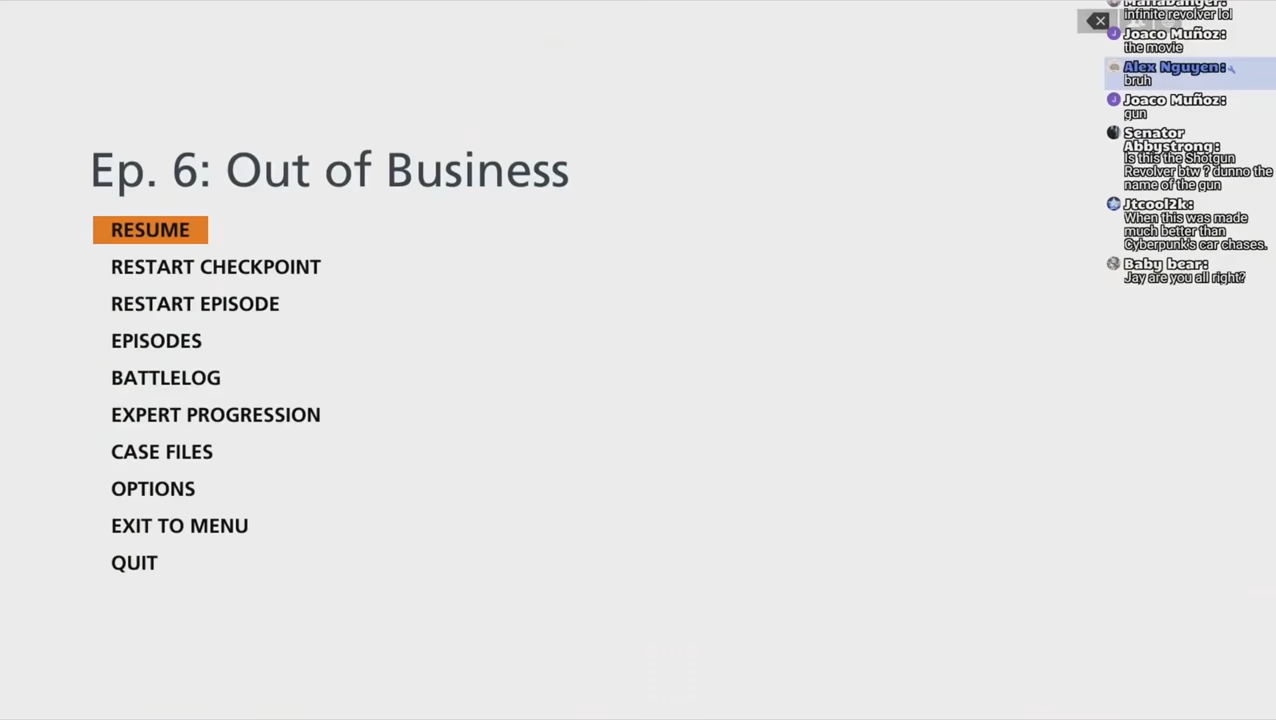 Ep. 6: Out of Business
RESUME
RESTART CHECKPOINT
RESTART EPISODE
EPISODES
BATTLELOG
EXPERT PROGRESSION
CASE FILES
OPTIONS
EXIT TO MENU
QUIT
infinite revolver lol
Joaco Muñoz:
the movie
Alex Nguyen:
bruh
Joaco Muñoz:
gun
Senator
Abbystrong:
Is this the Shotgun
Revolver btw ? dunno the
name of the gun
Jtcool2k:
When this was made
much better than
Cyberpunk's car chases.
Baby bear:
Jay are you all right?